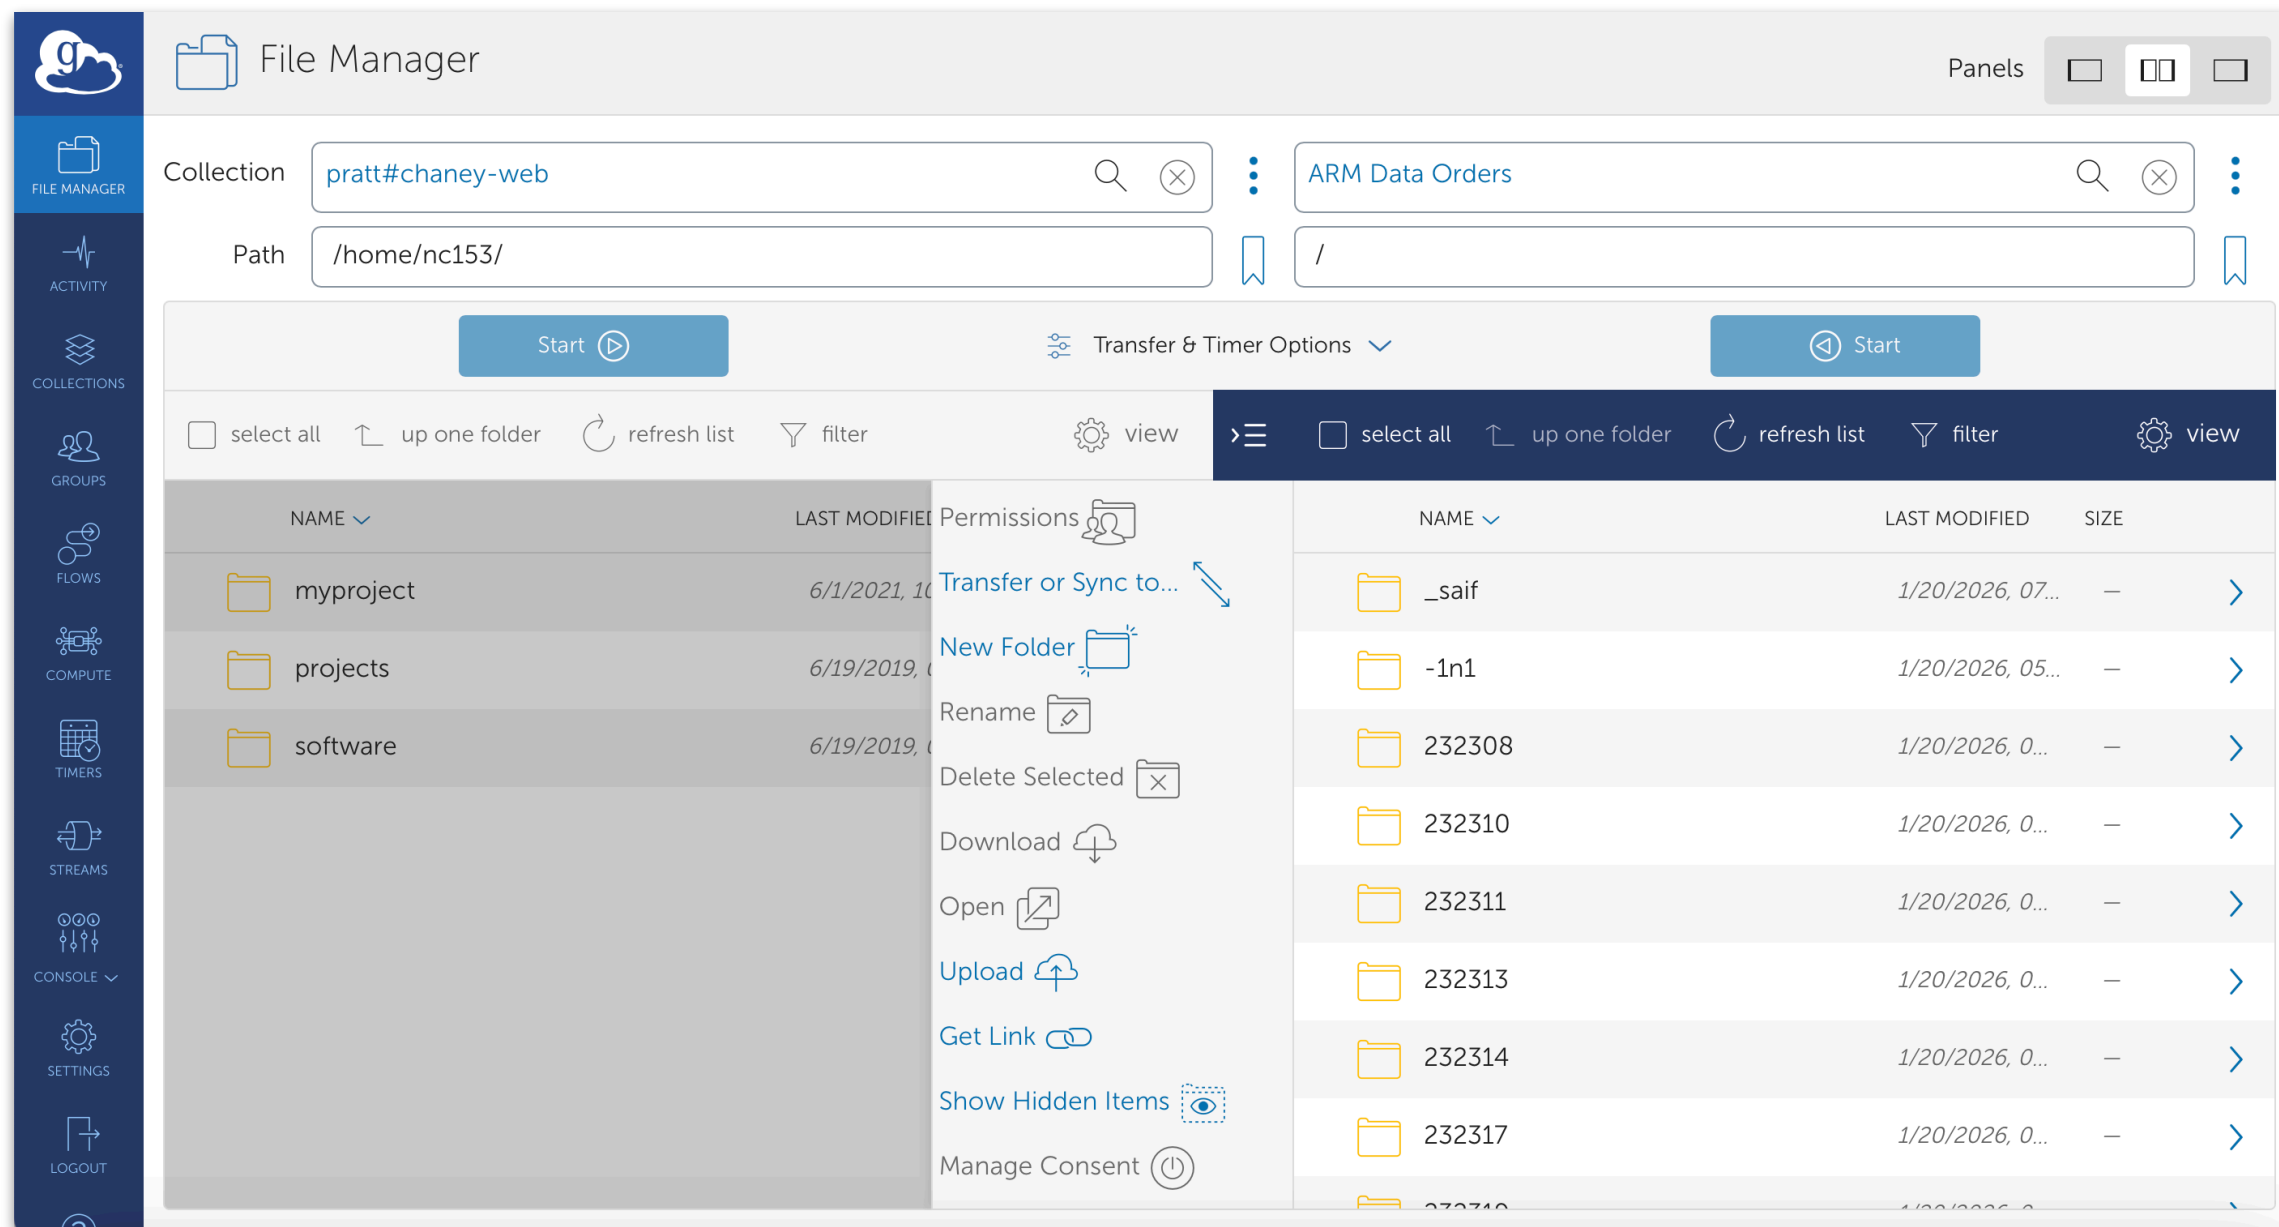 g
File Manager
Panels
FILE MANAGER
ACTIVITY
COLLECTIONS
GROUPS
FLOWS
COMPUTE
TIMERS
STREAMS
CONSOLE
SETTINGS
LOGOUT
Collection
pratt#chaney-web
ARM Data Orders
Path
/home/nc153/
/
Start
Transfer & Timer Options
Start
select all up one folder refresh list filter view
select all up one folder refresh list filter view
NAME LAST MODIFIED
myproject 6/1/2021, 10
projects 6/19/2019,
software 6/19/2019,
Permissions
Transfer or Sync to...
New Folder
Rename
Delete Selected
Download
Open
Upload
Get Link
Show Hidden Items
Manage Consent
NAME LAST MODIFIED SIZE
_saif 1/20/2026, 07... —
-1n1 1/20/2026, 05... —
232308 1/20/2026, 0... —
232310 1/20/2026, 0... —
232311 1/20/2026, 0... —
232313 1/20/2026, 0... —
232314 1/20/2026, 0... —
232317 1/20/2026, 0... —